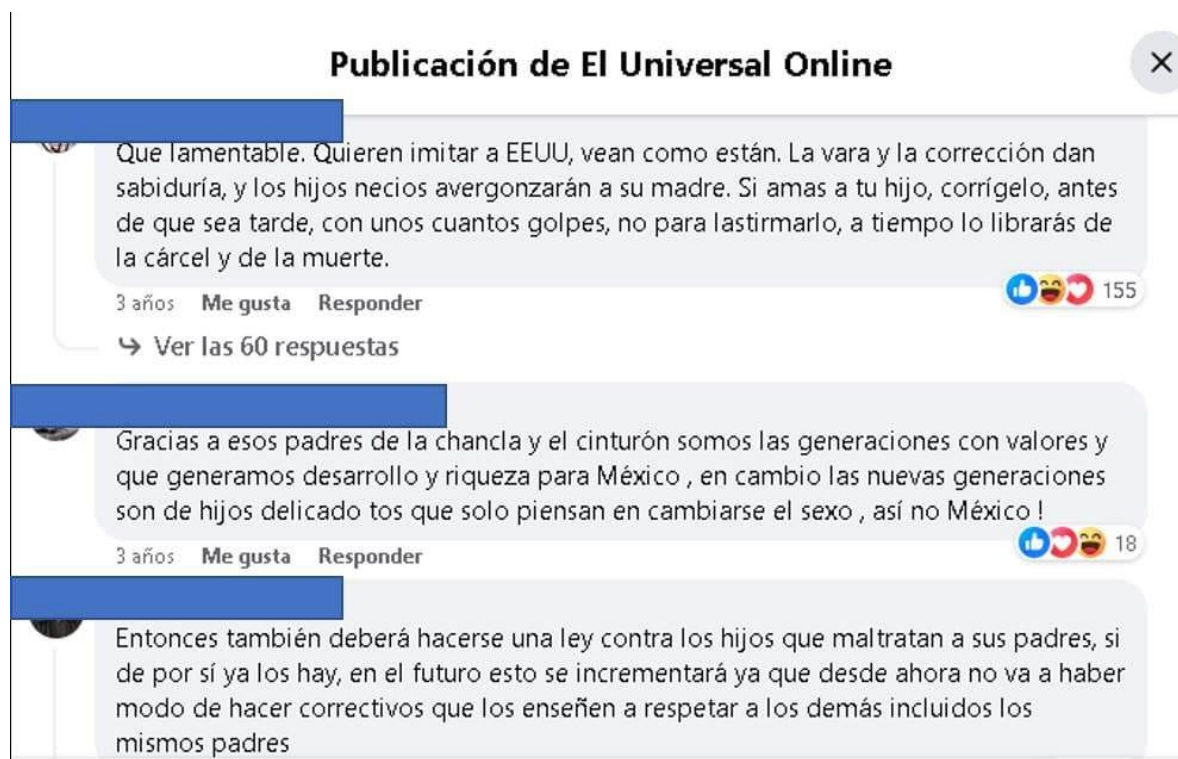 Publicación de El Universal Online
Que lamentable. Quieren imitar a EEUU, vean como están. La vara y la corrección dan
sabiduría, y los hijos necios avergonzarán a su madre. Si amas a tu hijo, corrígelo, antes
de que sea tarde, con unos cuantos golpes, no para lastirmarlo, a tiempo lo librarás de
la cárcel y de la muerte.
155
3 años Me gusta Responder
Ver las 60 respuestas
Gracias a esos padres de la chancla y el cinturón somos las generaciones con valores y
que generamos desarrollo y riqueza para México , en cambio las nuevas generaciones
son de hijos delicado tos que solo piensan en cambiarse el sexo , así no México !
18
3 años Me gusta Responder
Entonces también deberá hacerse una ley contra los hijos que maltratan a sus padres, si
de por sí ya los hay, en el futuro esto se incrementará ya que desde ahora no va a haber
modo de hacer correctivos que los enseñen a respetar a los demás incluidos los
mismos padres